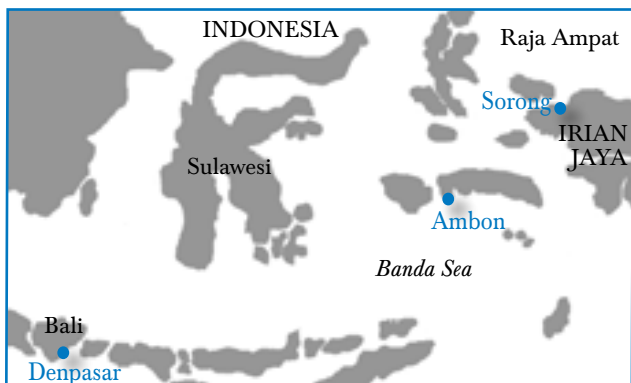 INDONESIA
Raja Ampat
Sorong
IRIAN
JAYA
Sulawesi
Ambon
Banda Sea
Bali
Denpasar